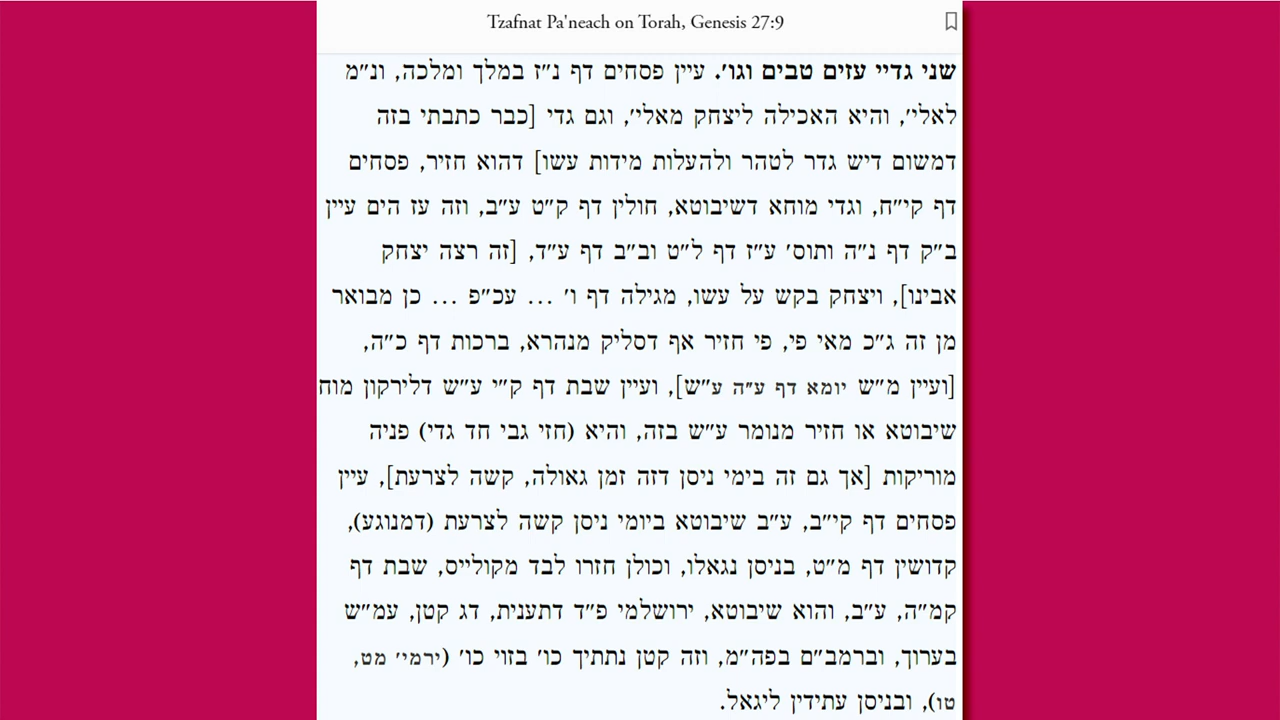 Tzafnat Pa'neach on Torah, Genesis 27:9
שני גדיי עזים טבים וגו׳. עיין פסחים דף נ״ז במלך ומלכה, ונ״מ
לאלי׳, והיא האכילה ליצחק מאלי׳, וגם גדי [כבר כתבתי בזה
דמשום דיש גדר לטהר ולהעלות מידות עשו] דהוא חזיר, פסחים
דף קי״ח, וגדי מוחא דשיבוטא, חולין דף ק״ט ע״ב, וזה עז הים עיין
ב״ק דף נ״ה ותוס׳ ע״ז דף ל״ט וב״ב דף ע״ד, [זה רצה יצחק
אבינו], ויצחק בקש על עשו, מגילה דף ו׳ ... עכ״פ ... כן מבואר
מן זה ג״כ מאי פי, פי חזיר אף דסליק מנהרא, ברכות דף כ״ה,
[ועיין מ״ש יומא דף ע״ה ע״ש], ועיין שבת דף ק״י ע״ש דלירקון מוח
שיבוטא או חזיר מנומר ע״ש בזה, והיא (חזי גבי חד גדי) פניה
מוריקות [אך גם זה בימי ניסן דזה זמן גאולה, קשה לצרעת], עיין
פסחים דף קי״ב, ע״ב שיבוטא ביומי ניסן קשה לצרעת (דמנוגע),
קדושין דף מ״ט, בניסן נגאלו, וכולן חזרו לבד מקולייס, שבת דף
קמ״ה, ע״ב, והוא שיבוטא, ירושלמי פ״ד דתענית, דג קטן, עמ״ש
בערוך, וברמב״ם בפה״מ, וזה קטן נתתיך כו׳ בזוי כו׳ (ירמי׳ מט,
טו), ובניסן עתידין ליגאל.